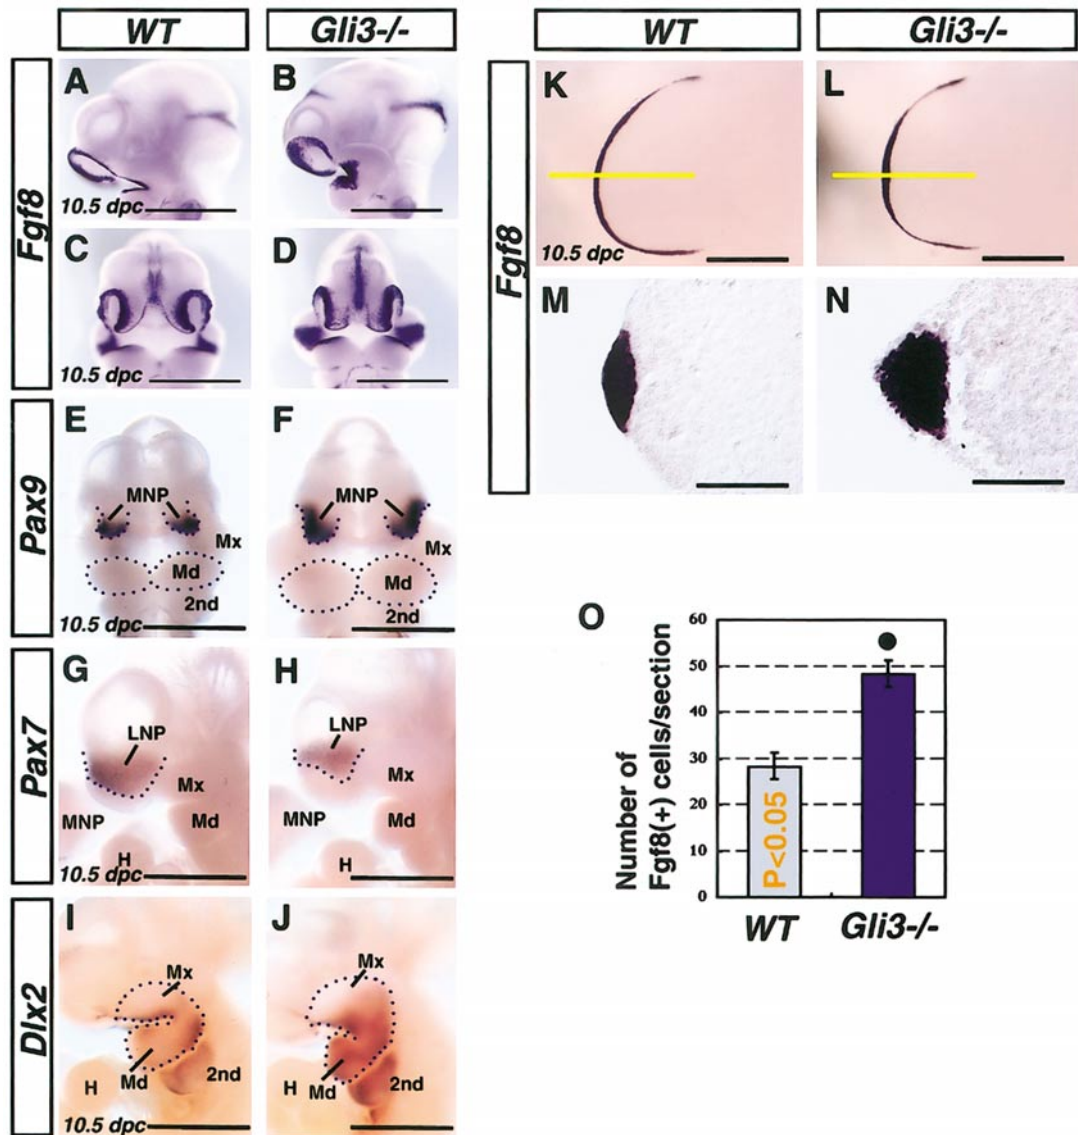 WT
Gli3-/-
WT
Gli3-/-
Fgf8
A
B
10.5 dpc
C
D
10.5 dpc
Pax9
E
F
MNP
MNP
Mx
Mx
Md
Md
2nd
2nd
10.5 dpc
Pax7
G
H
LNP
LNP
Mx
Mx
MNP
Md
MNP
Md
H
H
10.5 dpc
Dlx2
I
J
Mx
Mx
H
Md
2nd
H
Md
2nd
10.5 dpc
Fgf8
K
L
10.5 dpc
M
N
O
Number of
Fgf8(+) cells/section
60
50
40
30
20
10
0
P<0.05
WT
Gli3-/-